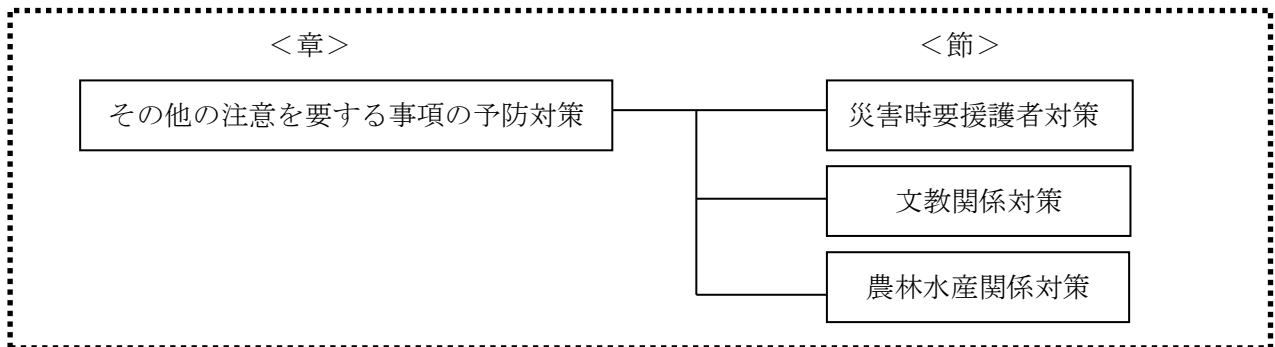 ＜章＞
＜節＞
その他の注意を要する事項の予防対策
災害時要援護者対策
文教関係対策
農林水産関係対策